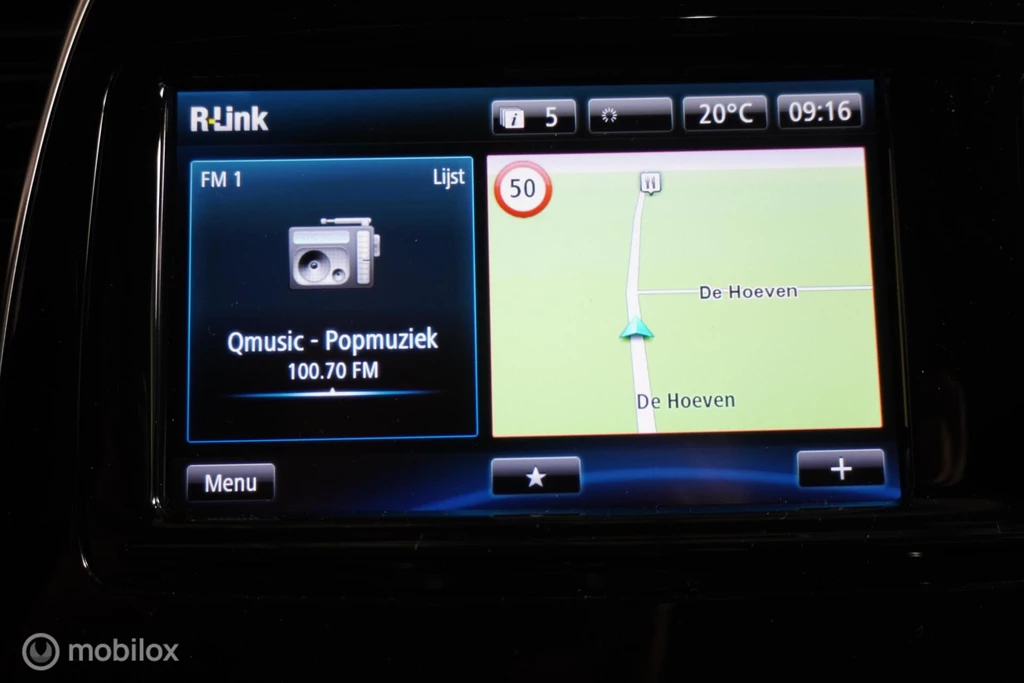 R-Link
i 5
20°C
09:16
FM 1
Lijst
Qmusic - Popmuziek
100.70 FM
50
De Hoeven
De Hoeven
Menu
mobilox